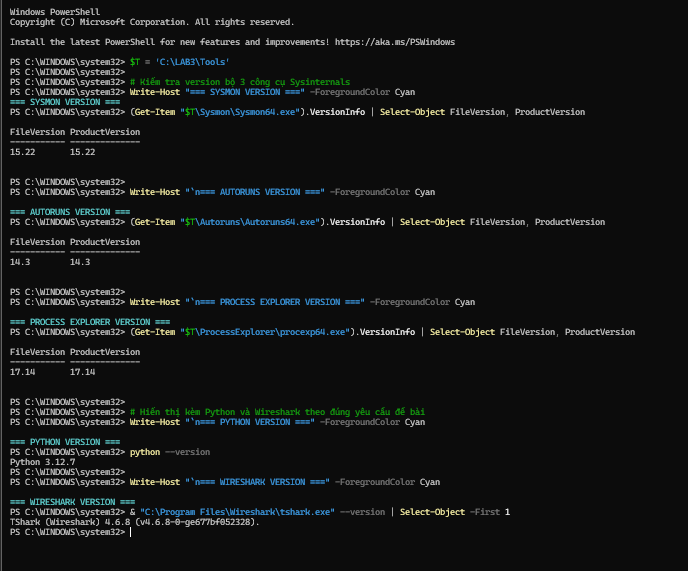 Windows PowerShell
Copyright (C) Microsoft Corporation. All rights reserved.
Install the latest PowerShell for new features and improvements! https://aka.ms/PSWindows
PS C:\WINDOWS\system32> $T = 'C:\LAB3\Tools'
PS C:\WINDOWS\system32>
PS C:\WINDOWS\system32> # Kiểm tra version bộ 3 công cụ Sysinternals
PS C:\WINDOWS\system32> Write-Host "=== SYSMON VERSION ===" -ForegroundColor Cyan
=== SYSMON VERSION ===
PS C:\WINDOWS\system32> (Get-Item "$T\Sysmon\Sysmon64.exe").VersionInfo | Select-Object FileVersion, ProductVersion
FileVersion ProductVersion
----------- --------------
15.22 15.22
PS C:\WINDOWS\system32>
PS C:\WINDOWS\system32> Write-Host "`n=== AUTORUNS VERSION ===" -ForegroundColor Cyan
=== AUTORUNS VERSION ===
PS C:\WINDOWS\system32> (Get-Item "$T\Autoruns\Autoruns64.exe").VersionInfo | Select-Object FileVersion, ProductVersion
FileVersion ProductVersion
----------- --------------
14.3 14.3
PS C:\WINDOWS\system32>
PS C:\WINDOWS\system32> Write-Host "`n=== PROCESS EXPLORER VERSION ===" -ForegroundColor Cyan
=== PROCESS EXPLORER VERSION ===
PS C:\WINDOWS\system32> (Get-Item "$T\ProcessExplorer\procexp64.exe").VersionInfo | Select-Object FileVersion, ProductVersion
FileVersion ProductVersion
----------- --------------
17.14 17.14
PS C:\WINDOWS\system32>
PS C:\WINDOWS\system32> # Hiển thị kèm Python và Wireshark theo đúng yêu cầu đề bài
PS C:\WINDOWS\system32> Write-Host "`n=== PYTHON VERSION ===" -ForegroundColor Cyan
=== PYTHON VERSION ===
PS C:\WINDOWS\system32> python --version
Python 3.12.7
PS C:\WINDOWS\system32>
PS C:\WINDOWS\system32> Write-Host "`n=== WIRESHARK VERSION ===" -ForegroundColor Cyan
=== WIRESHARK VERSION ===
PS C:\WINDOWS\system32> & "C:\Program Files\Wireshark\tshark.exe" --version | Select-Object -First 1
TShark (Wireshark) 4.6.8 (v4.6.8-0-ge677bf052328).
PS C:\WINDOWS\system32>